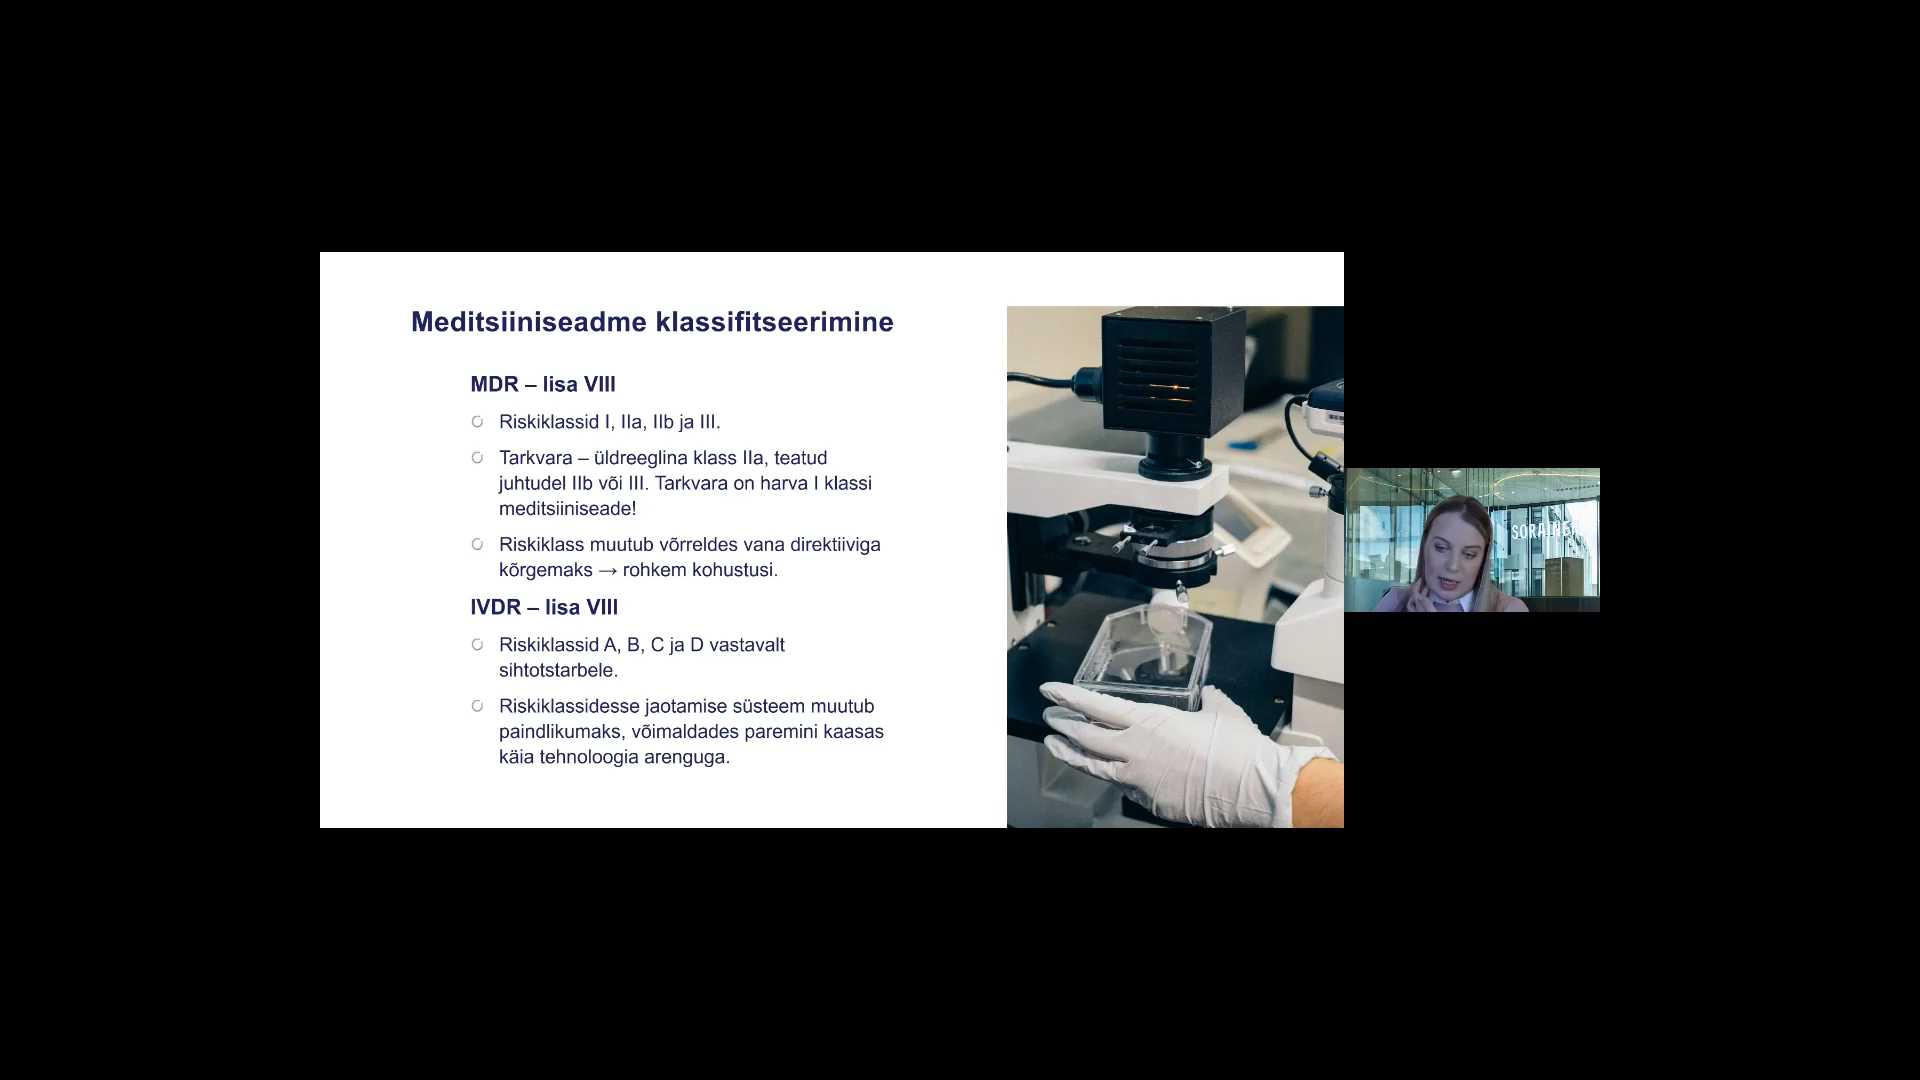 Meditsiiniseadme klassifitseerimine
MDR – lisa VIII
Riskiklassid I, IIa, IIb ja III.
Tarkvara – üldreeglina klass IIa, teatud
juhtudel IIb või III. Tarkvara on harva I klassi
meditsiiniseade!
Riskiklass muutub võrreldes vana direktiiviga
kõrgemaks → rohkem kohustusi.
IVDR – lisa VIII
Riskiklassid A, B, C ja D vastavalt
sihtotstarbele.
Riskiklassidesse jaotamise süsteem muutub
paindlikumaks, võimaldades paremini kaasas
käia tehnoloogia arenguga.
SORAINE